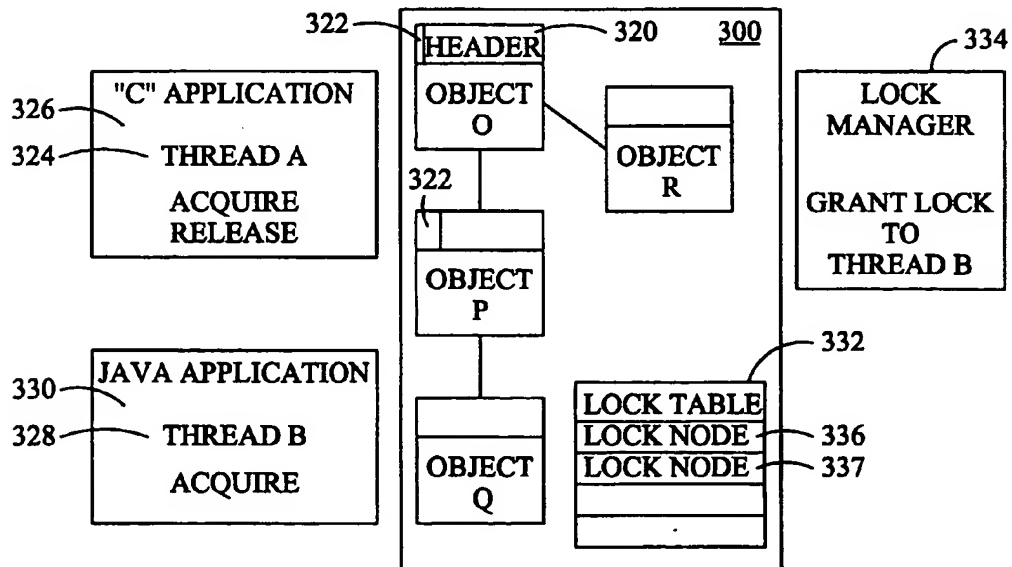 322
HEADER
320
300
334
"C" APPLICATION
326
324
THREAD A
ACQUIRE
RELEASE
OBJECT
O
OBJECT
R
LOCK
MANAGER
GRANT LOCK
TO
THREAD B
322
OBJECT
P
JAVA APPLICATION
330
328
THREAD B
ACQUIRE
OBJECT
Q
332
LOCK TABLE
LOCK NODE
336
LOCK NODE
337